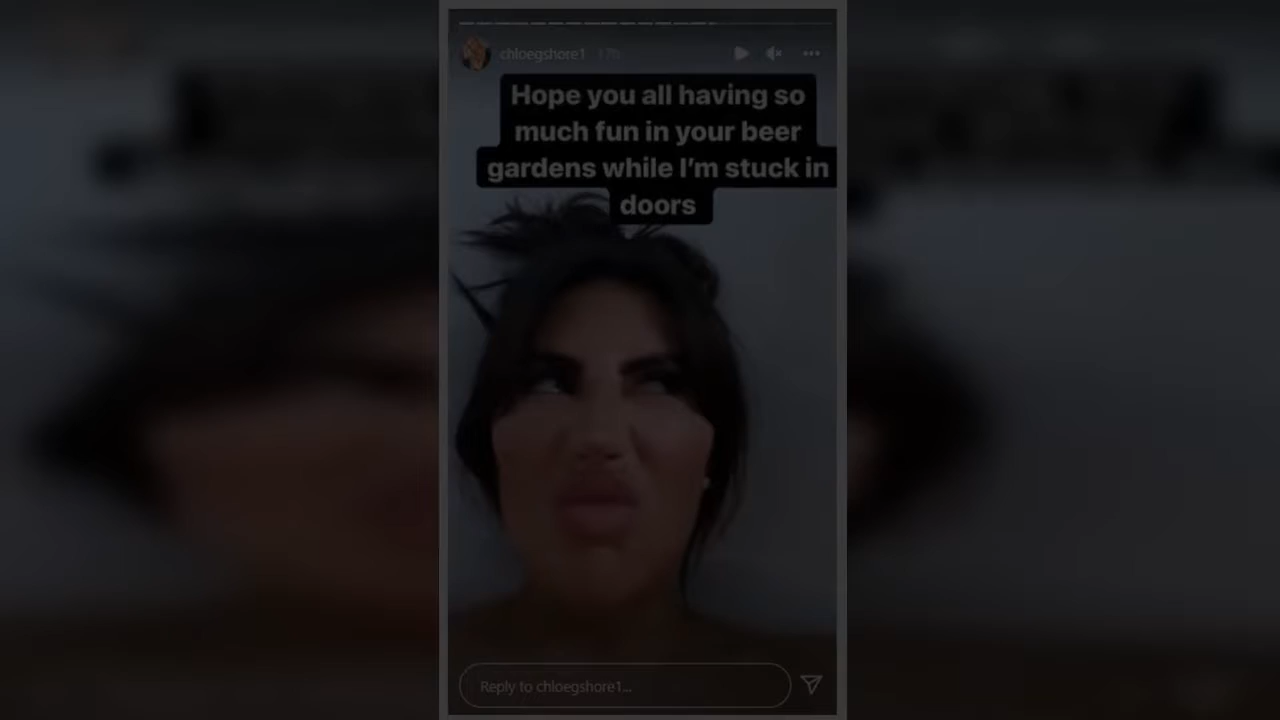 chloegshore1 17h
Hope you all having so
much fun in your beer
gardens while I'm stuck in
doors
Reply to chloegshore1...